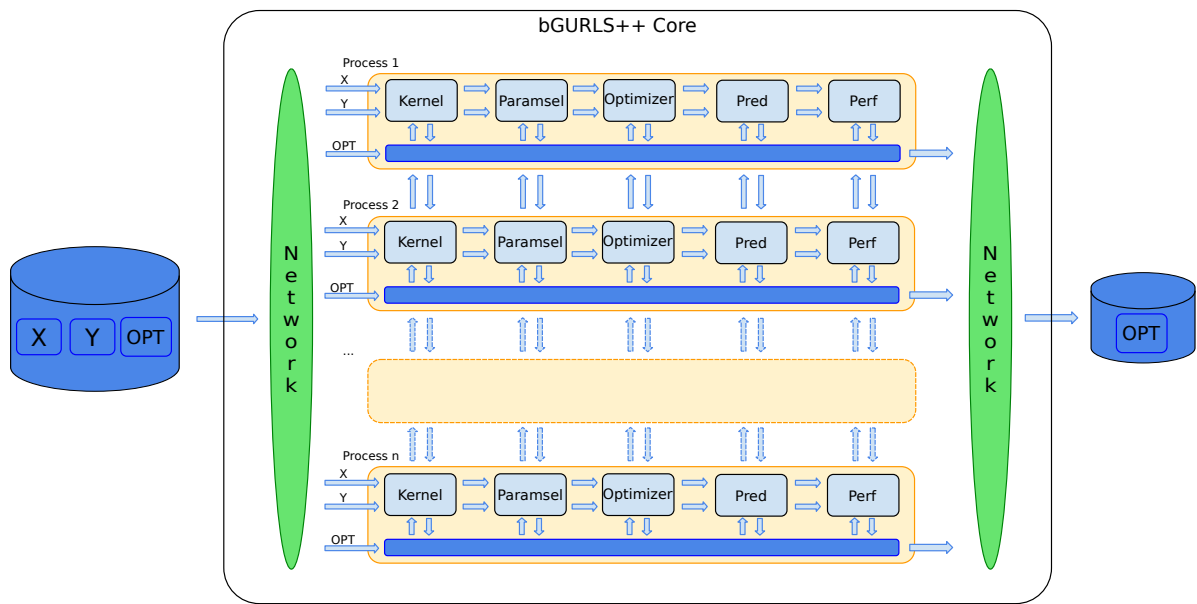 bGURLS++ Core
X Y OPT
Network
Process 1
X
Y
OPT
Kernel Paramsel Optimizer Pred Perf
Process 2
X
Y
OPT
Kernel Paramsel Optimizer Pred Perf
...
Process n
X
Y
OPT
Kernel Paramsel Optimizer Pred Perf
Network
OPT